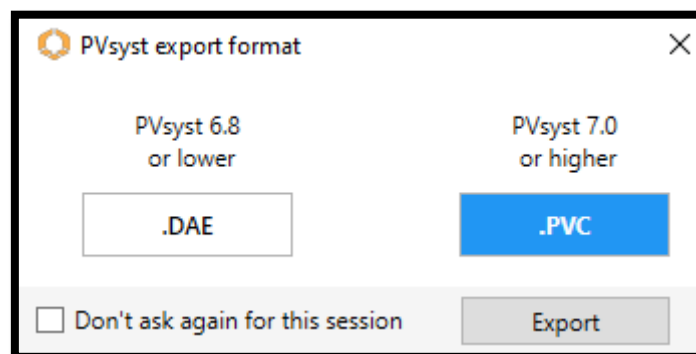 PVsyst export format
PVsyst 6.8
or lower
PVsyst 7.0
or higher
.DAE
.PVC
Don't ask again for this session
Export